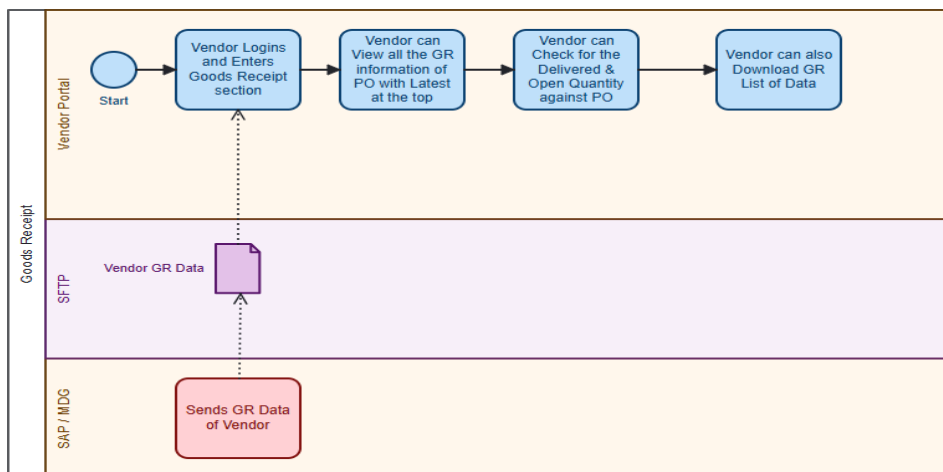 Goods Receipt
Vendor Portal
Start
Vendor Logins
and Enters
Goods Receipt
section
Vendor can
View all the GR
information of
PO with Latest
at the top
Vendor can
Check for the
Delivered &
Open Quantity
against PO
Vendor can also
Download GR
List of Data
SFTP
Vendor GR Data
SAP / MDG
Sends GR Data
of Vendor